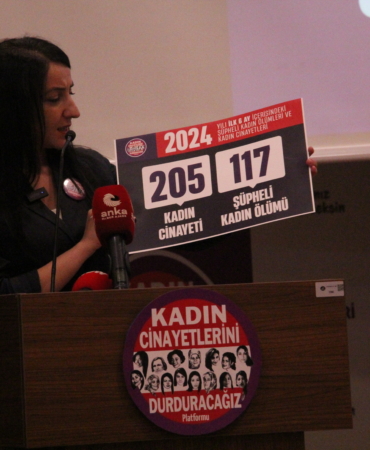 2024
YILI İLK 6 AY İÇERİSİNDEKİ
ŞÜPHELİ KADIN ÖLÜMLERİ VE
KADIN CİNAYETLERİ
205
KADIN
CİNAYETİ
117
ŞÜPHELİ
KADIN ÖLÜMÜ
anka
KADIN
CİNAYETLERİNİ
DURDURACAĞIZ
Platformu